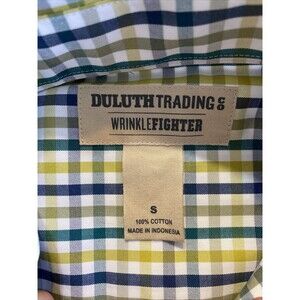 DULUTH TRADING CO
WRINKLEFIGHTER
S
100% COTTON
MADE IN INDONESIA